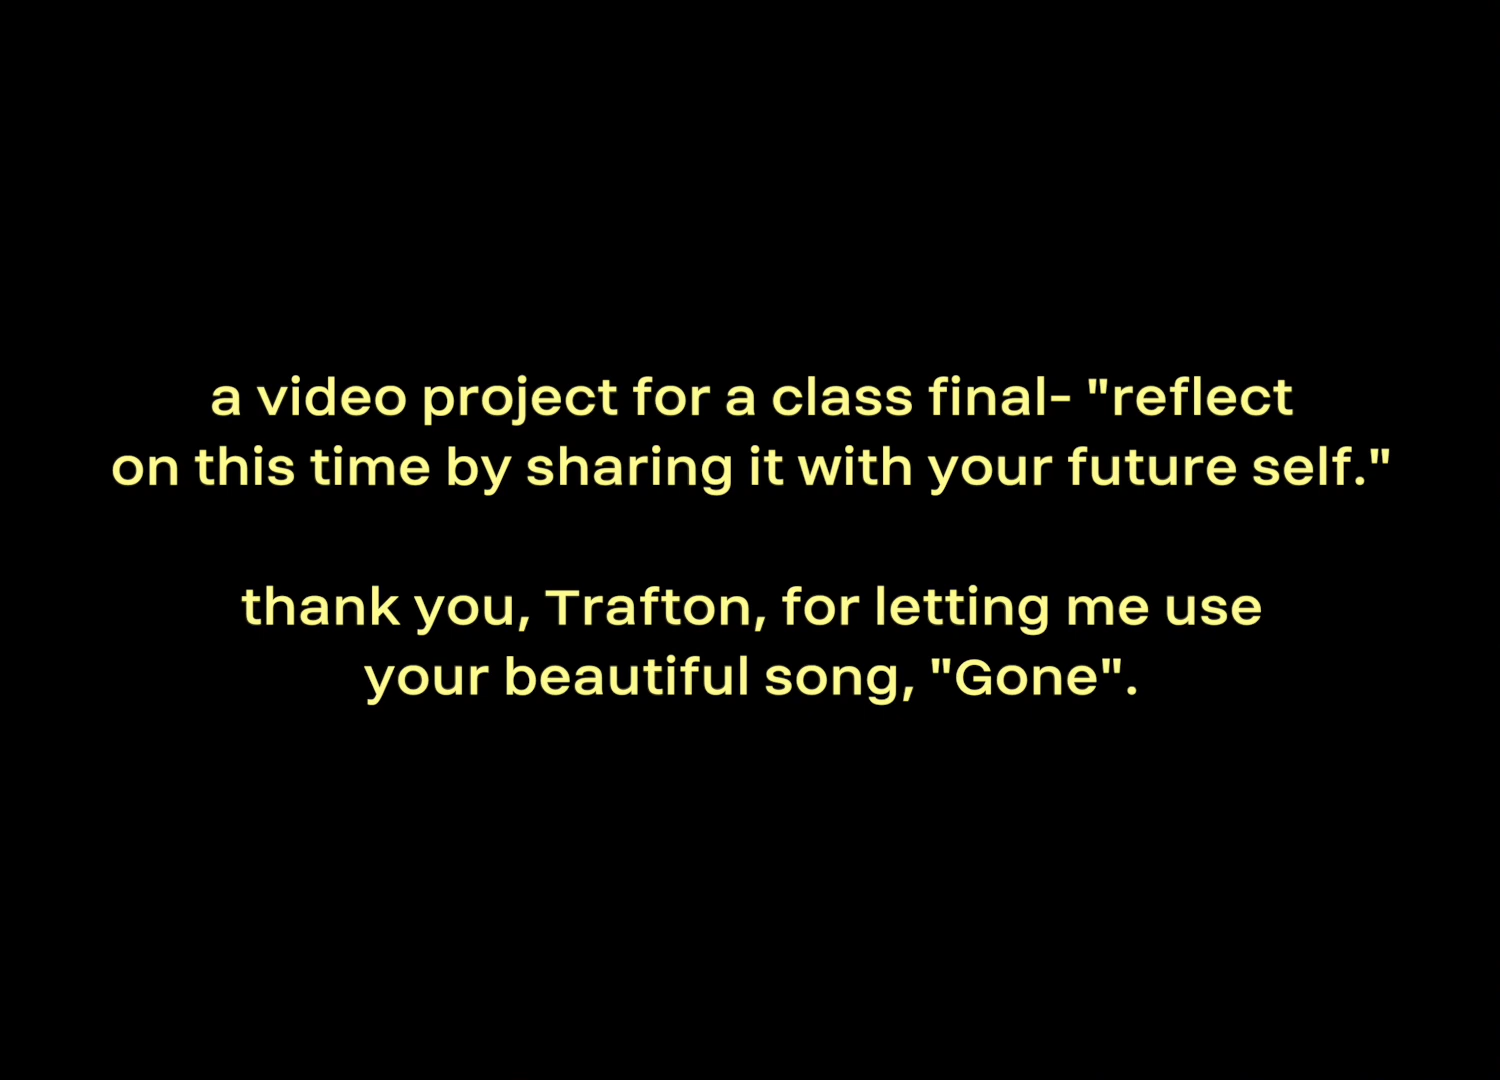 a video project for a class final- "reflect
on this time by sharing it with your future self."
thank you, Trafton, for letting me use
your beautiful song, "Gone".